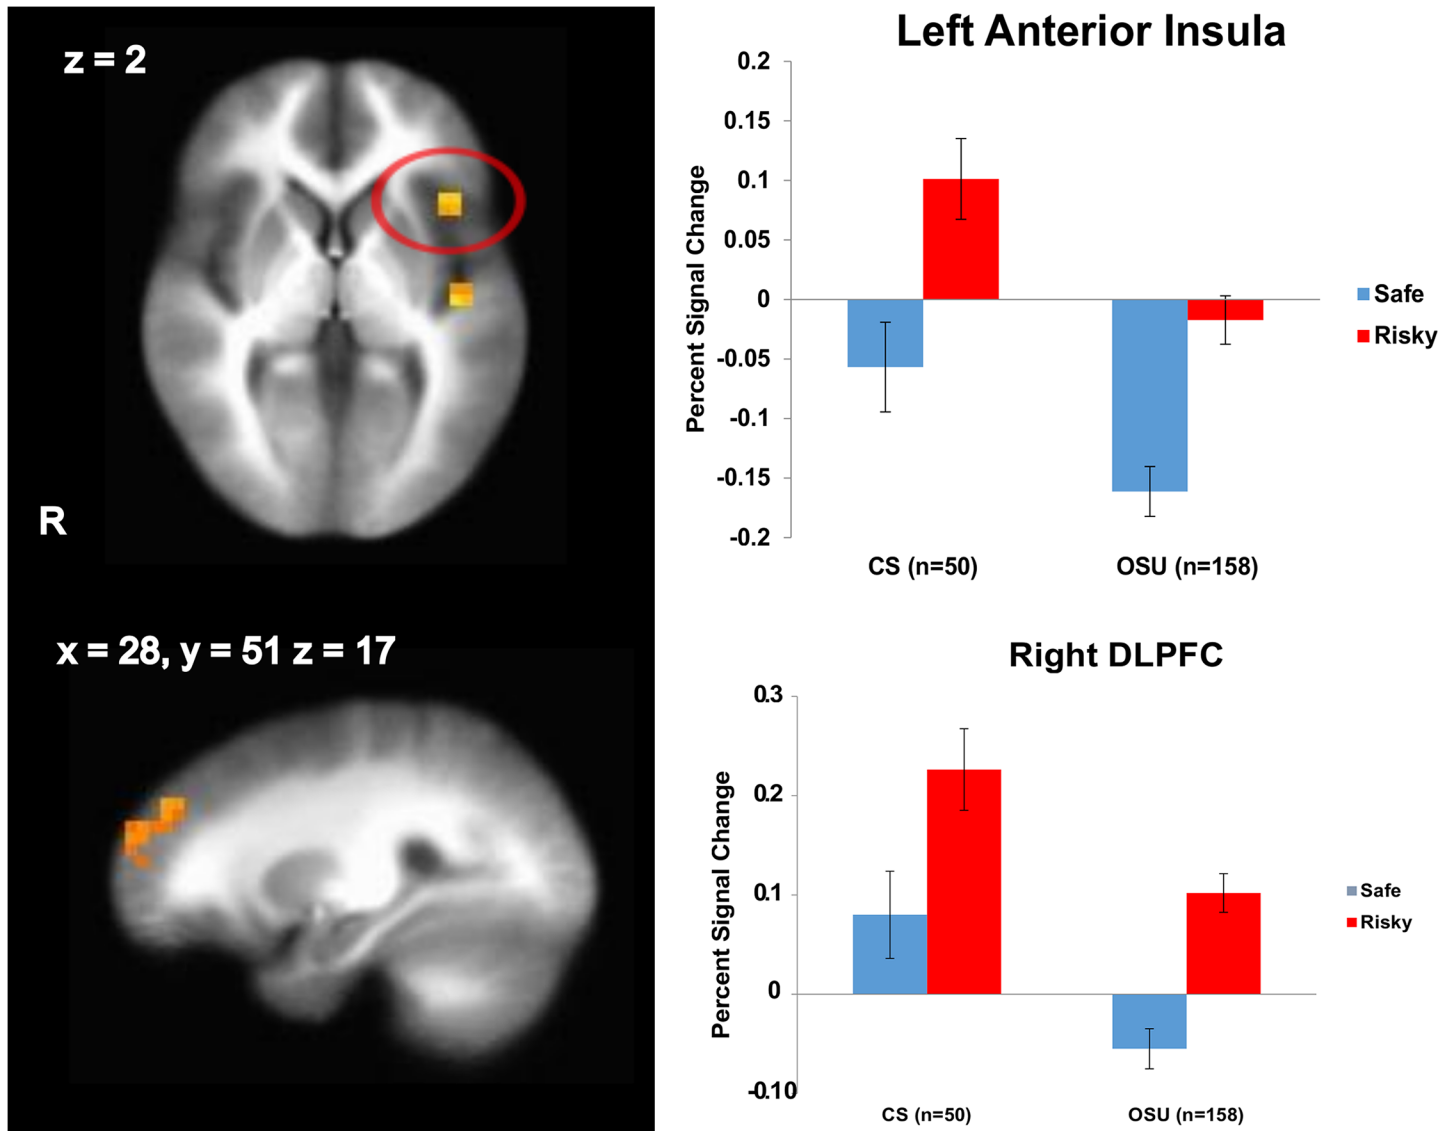 z = 2
R
x = 28, y = 51 z = 17
Left Anterior Insula
Percent Signal Change
0.2
0.15
0.1
0.05
0
-0.05
-0.1
-0.15
-0.2
CS (n=50)
OSU (n=158)
Safe
Risky
Right DLPFC
Percent Signal Change
0.3
0.2
0.1
0
-0.10
CS (n=50)
OSU (n=158)
Safe
Risky